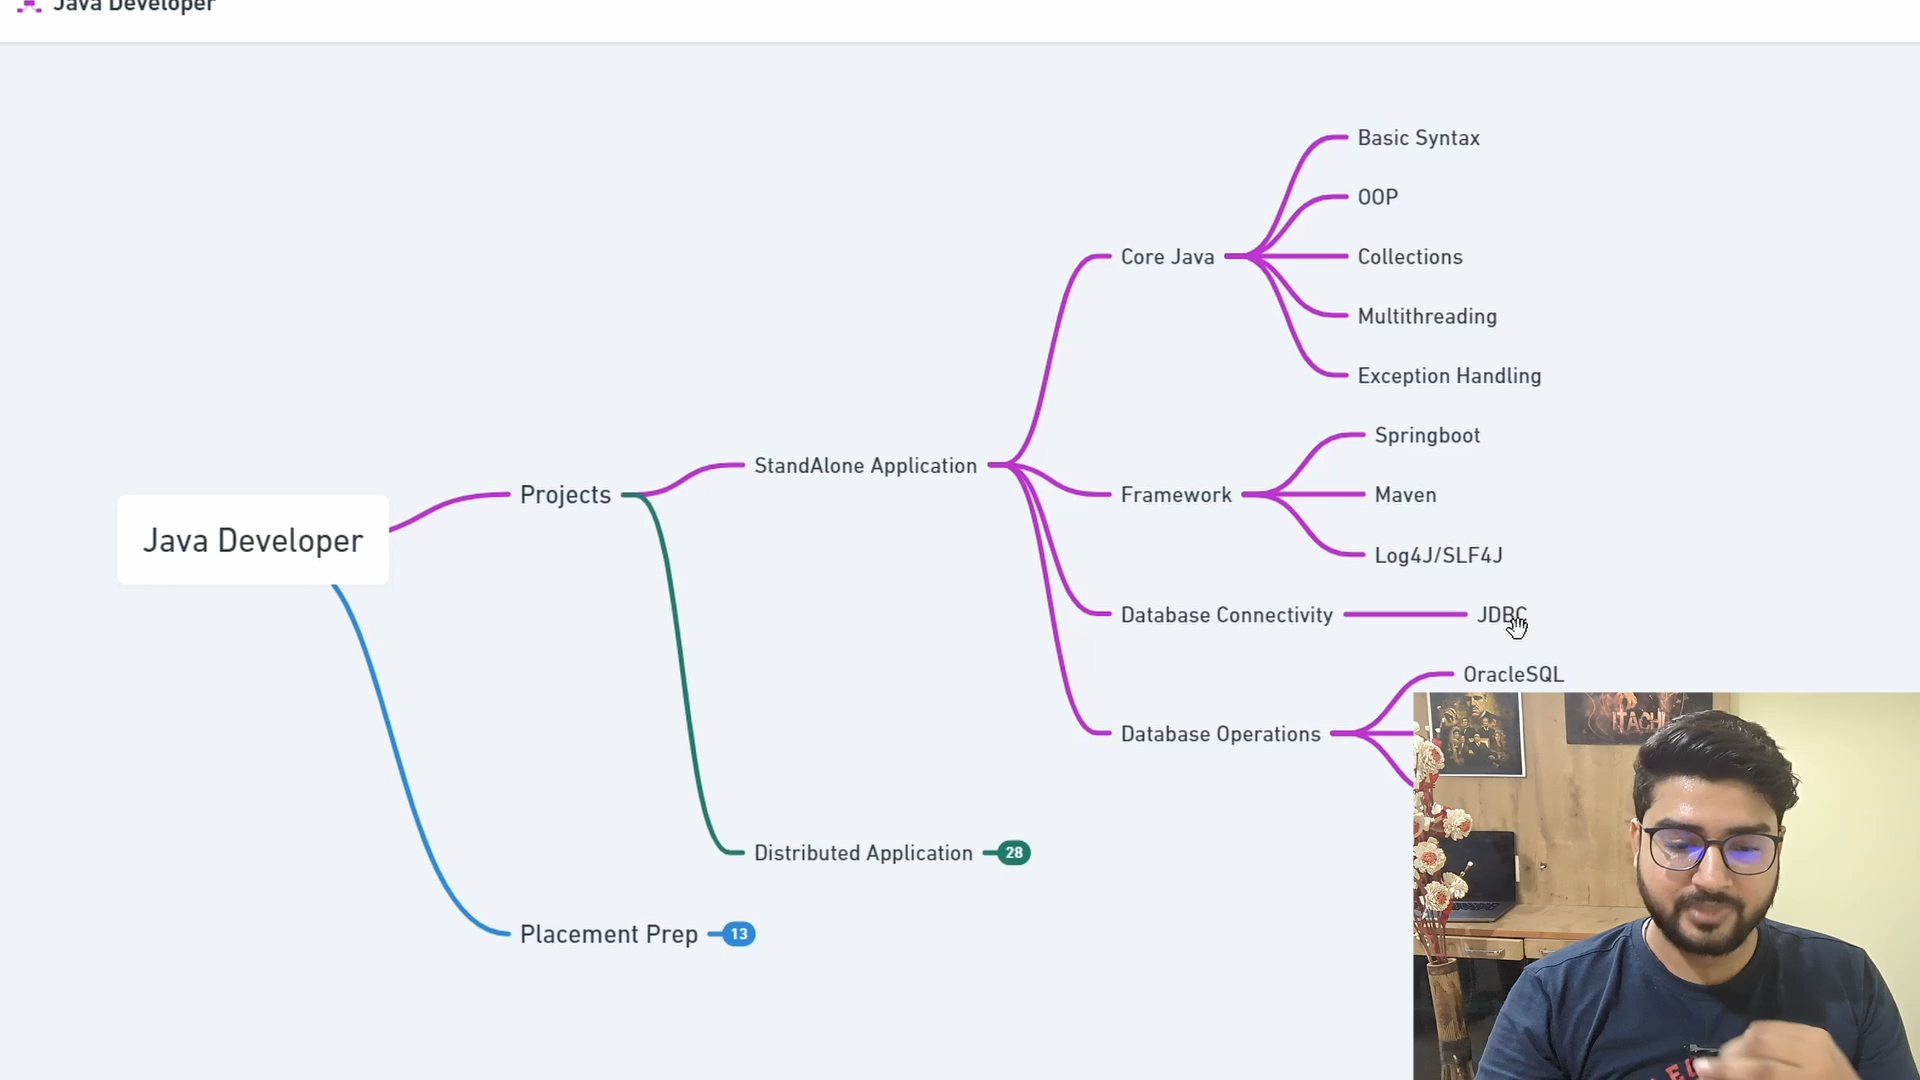 Java Developer
Basic Syntax
OOP
Collections
Multithreading
Exception Handling
Core Java
Springboot
Maven
Log4J/SLF4J
Framework
StandAlone Application
Projects
Java Developer
Database Connectivity
JDBC
OracleSQL
Database Operations
Distributed Application
28
Placement Prep
13
ITACHI